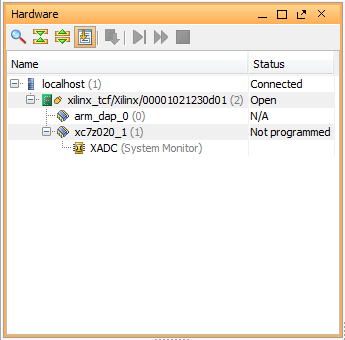 Hardware
Name Status
localhost (1) Connected
xilinx_tcf/Xilinx/00001021230d01 (2) Open
arm_dap_0 (0) N/A
xc7z020_1 (1) Not programmed
XADC (System Monitor)